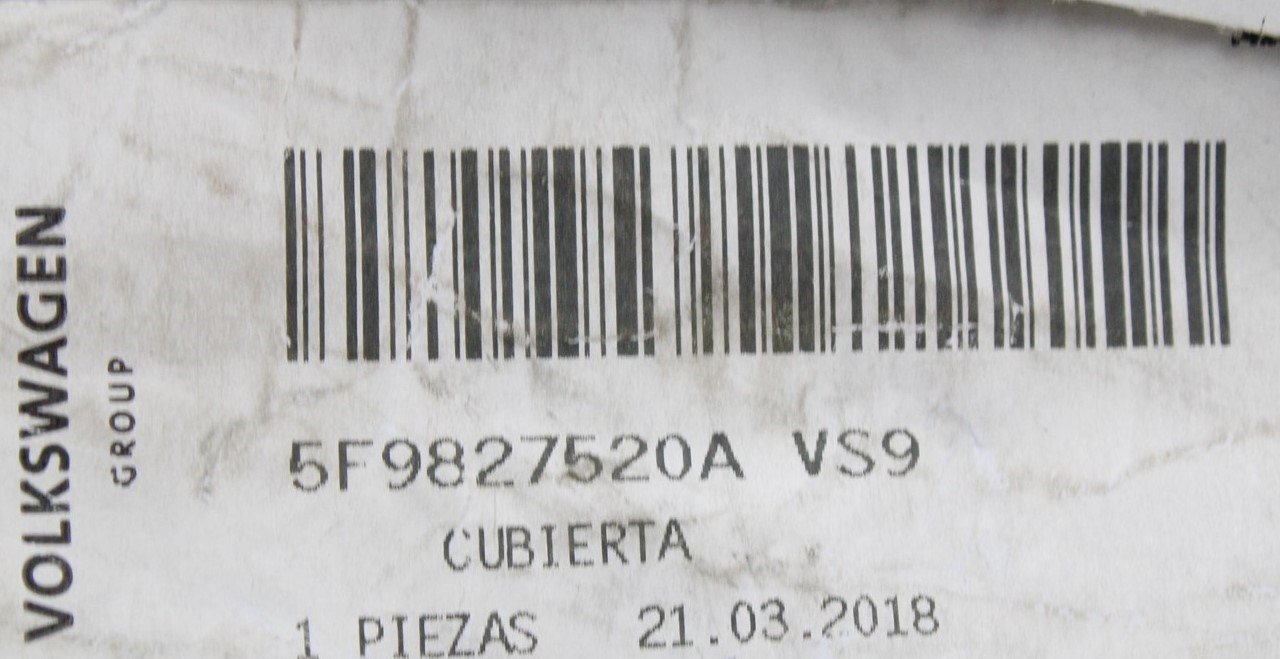 VOLKSWAGEN
GROUP
5F9827520A VS9
CUBIERTA
1 PIEZAS 21.03.2018